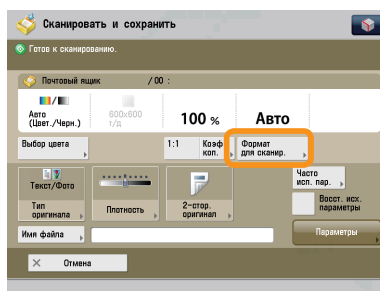 Сканировать и сохранить
Готов к сканированию.
Почтовый ящик / 00 :
Авто
(Цвет./Черн.)
600x600
т/д
100 %
Авто
Выбор цвета
1:1
Коэф
коп.
Формат
для сканир.
Текст/Фото
Тип
оригинала
Плотность
2-стор.
оригинал
Часто
исп. пар.
Восст. исх.
параметры
Имя файла
Параметры
Отмена